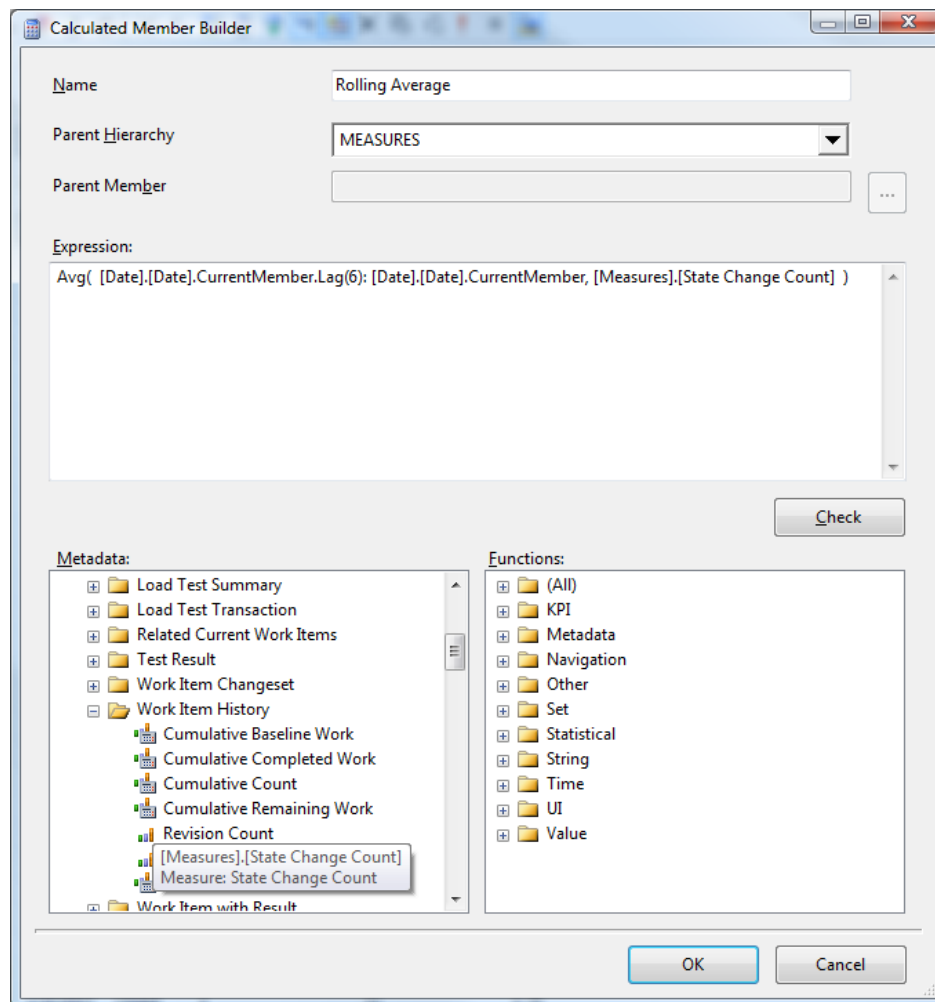 Calculated Member Builder
Name
Rolling Average
Parent Hierarchy
MEASURES
Parent Member
...
Expression:
Avg( [Date].[Date].CurrentMember.Lag(6): [Date].[Date].CurrentMember, [Measures].[State Change Count] )
Check
Metadata:
Load Test Summary
Load Test Transaction
Related Current Work Items
Test Result
Work Item Changeset
Work Item History
Cumulative Baseline Work
Cumulative Completed Work
Cumulative Count
Cumulative Remaining Work
Revision Count
[Measures].[State Change Count]
Measure: State Change Count
Work Item with Result
Functions:
(All)
KPI
Metadata
Navigation
Other
Set
Statistical
String
Time
UI
Value
OK
Cancel